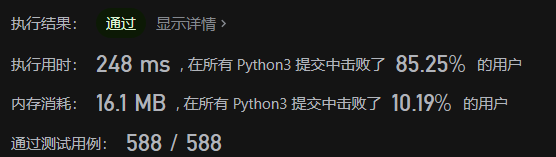 执行结果： 通过 显示详情 ›
执行用时： 248 ms , 在所有 Python3 提交中击败了 85.25% 的用户
内存消耗： 16.1 MB , 在所有 Python3 提交中击败了 10.19% 的用户
通过测试用例： 588 / 588